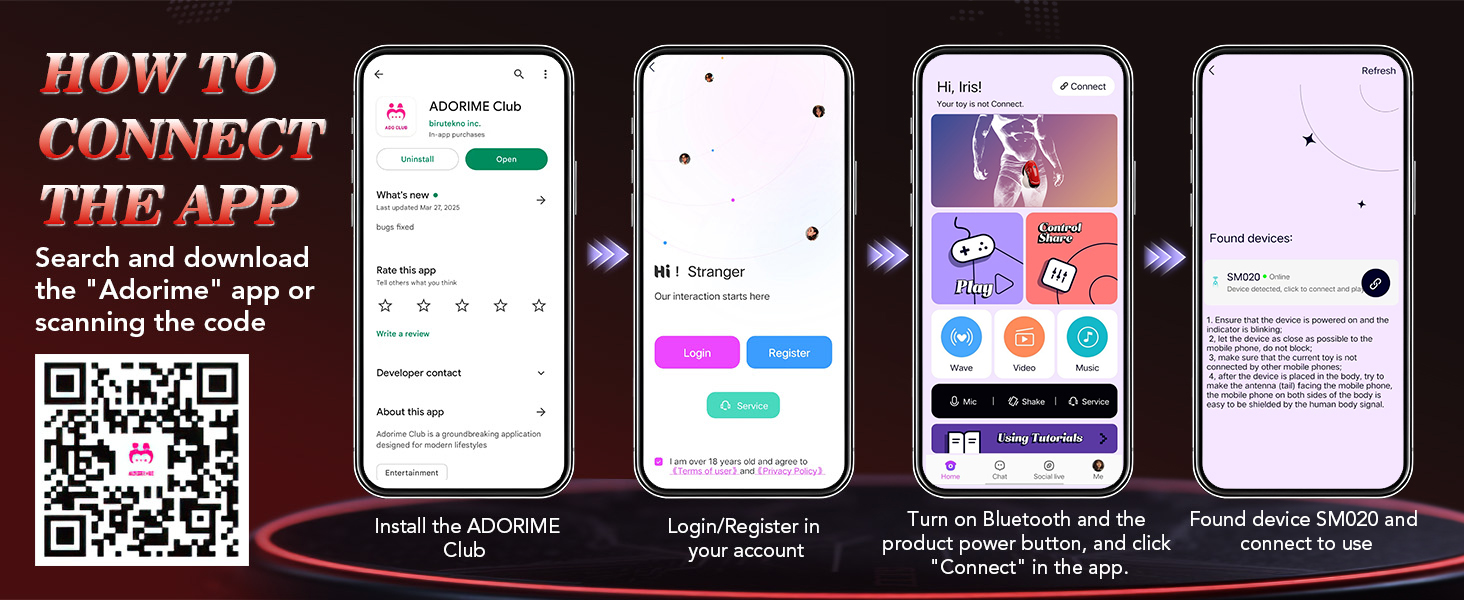 HOW TO
CONNECT
THE APP
Search and download
the "Adorime" app or
scanning the code
ADORIME
ADO CLUB
ADORIME Club
birutekno inc.
In-app purchases
Uninstall
Open
What's new
Last updated Mar 27, 2025
bugs fixed
Rate this app
Tell others what you think
Write a review
Developer contact
About this app
Adorime Club is a groundbreaking application
designed for modern lifestyles
Entertainment
Install the ADORIME
Club
Hi! Stranger
Our interaction starts here
Login
Register
Service
I am over 18 years old and agree to
《Terms of user》 and 《Privacy Policy》
Login/Register in
your account
Hi, Iris!
Connect
Your toy is not Connect.
Play
Control
Share
Wave
Video
Music
Mic
Shake
Service
Using Tutorials
Home
Chat
Social live
Me
Turn on Bluetooth and the
product power button, and click
"Connect" in the app.
Refresh
Found devices:
SM020 Online
Device detected, click to connect and pla
1. Ensure that the device is powered on and the
indicator is blinking;
2, let the device as close as possible to the
mobile phone, do not block;
3, make sure that the current toy is not
connected by other mobile phones;
4, after the device is placed in the body, try to
make the antenna (tail) facing the mobile phone,
the mobile phone on both sides of the body is
easy to be shielded by the human body signal.
Found device SM020 and
connect to use